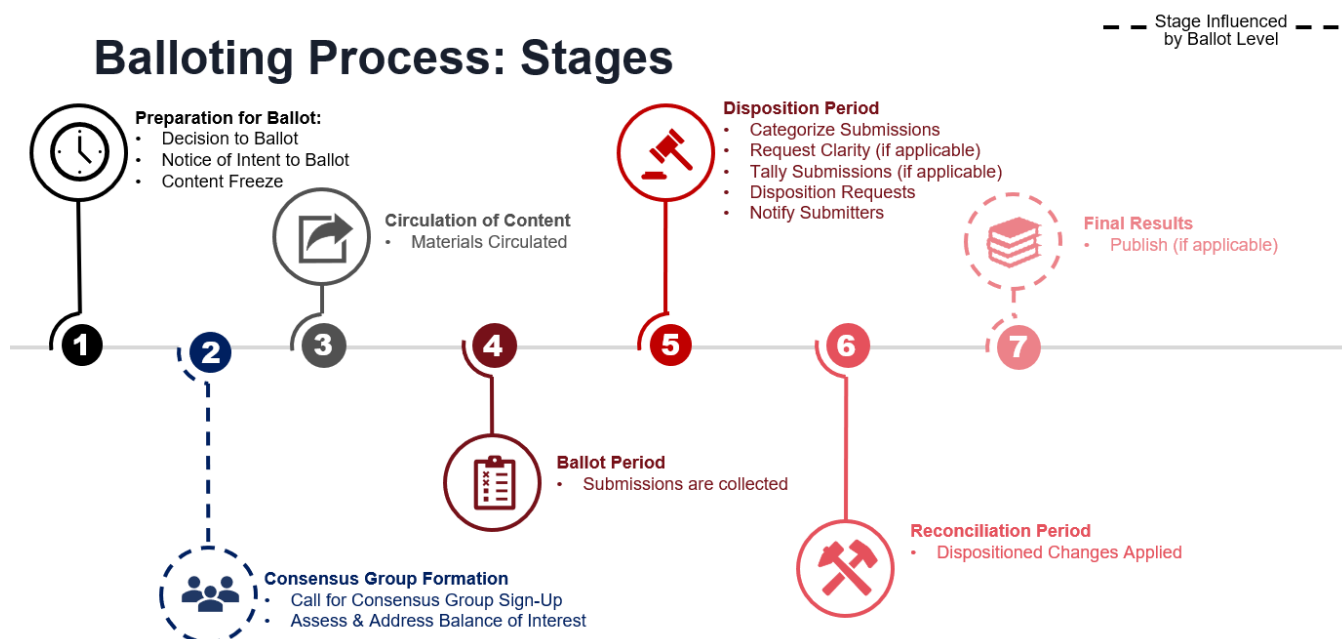 Stage Influenced
by Ballot Level
Balloting Process: Stages
Preparation for Ballot:
• Decision to Ballot
• Notice of Intent to Ballot
• Content Freeze
Circulation of Content
• Materials Circulated
Disposition Period
• Categorize Submissions
• Request Clarity (if applicable)
• Tally Submissions (if applicable)
• Disposition Requests
• Notify Submitters
Final Results
• Publish (if applicable)
1
2
3
4
5
6
7
Ballot Period
• Submissions are collected
Reconciliation Period
• Dispositioned Changes Applied
Consensus Group Formation
• Call for Consensus Group Sign-Up
• Assess & Address Balance of Interest